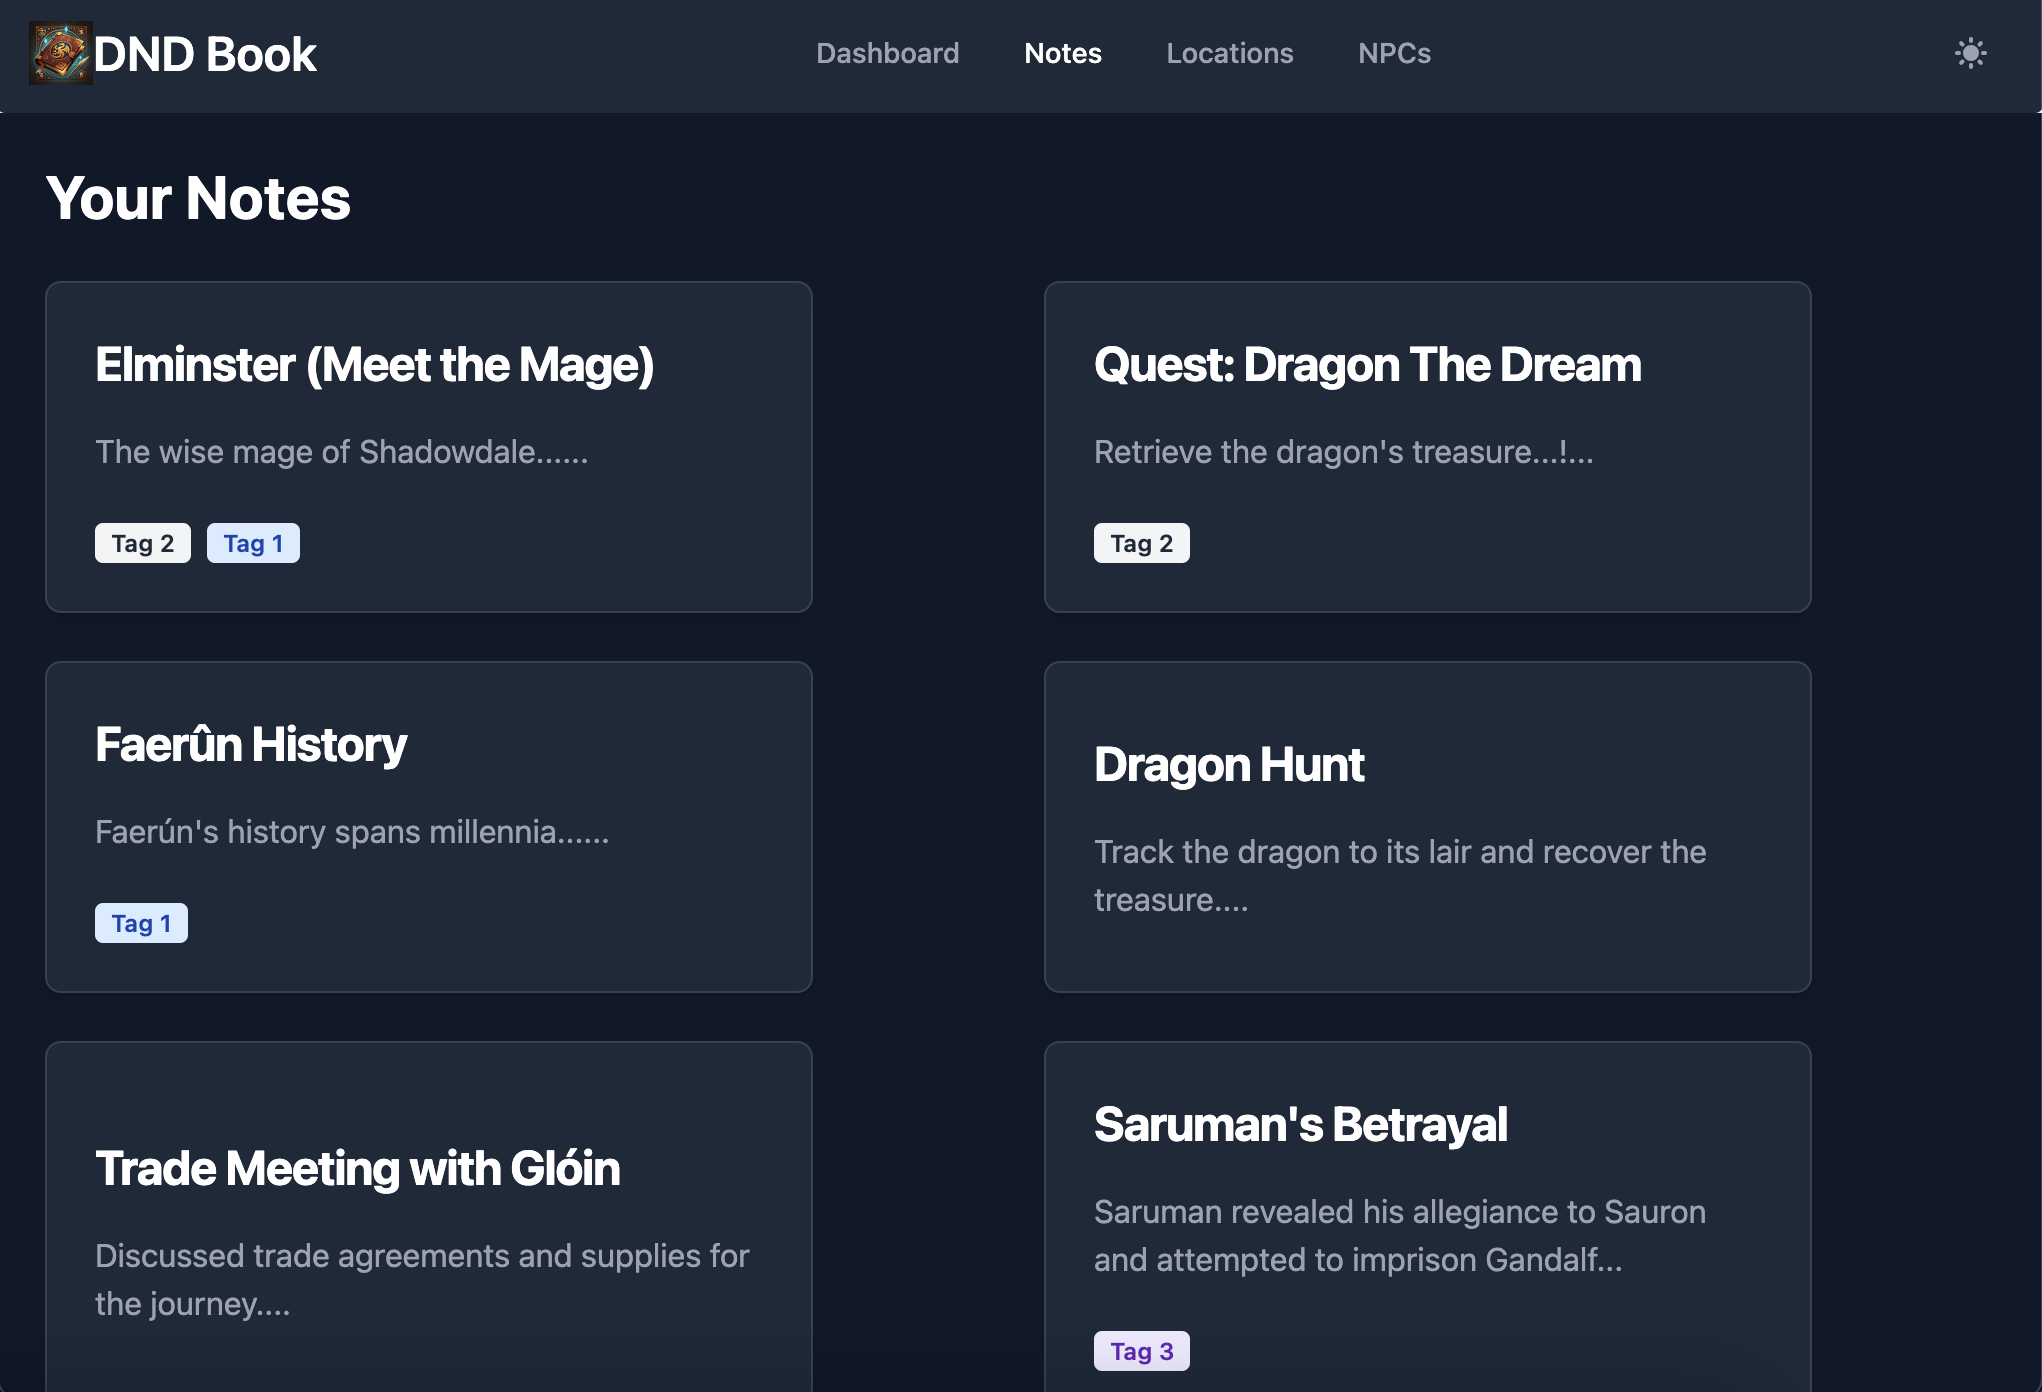 DND Book
Dashboard
Notes
Locations
NPCs
Your Notes
Elminster (Meet the Mage)
The wise mage of Shadowdale......
Tag 2
Tag 1
Quest: Dragon The Dream
Retrieve the dragon's treasure...!...
Tag 2
Faerûn History
Faerún's history spans millennia......
Tag 1
Dragon Hunt
Track the dragon to its lair and recover the
treasure....
Trade Meeting with Glóin
Discussed trade agreements and supplies for
the journey....
Saruman's Betrayal
Saruman revealed his allegiance to Sauron
and attempted to imprison Gandalf...
Tag 3